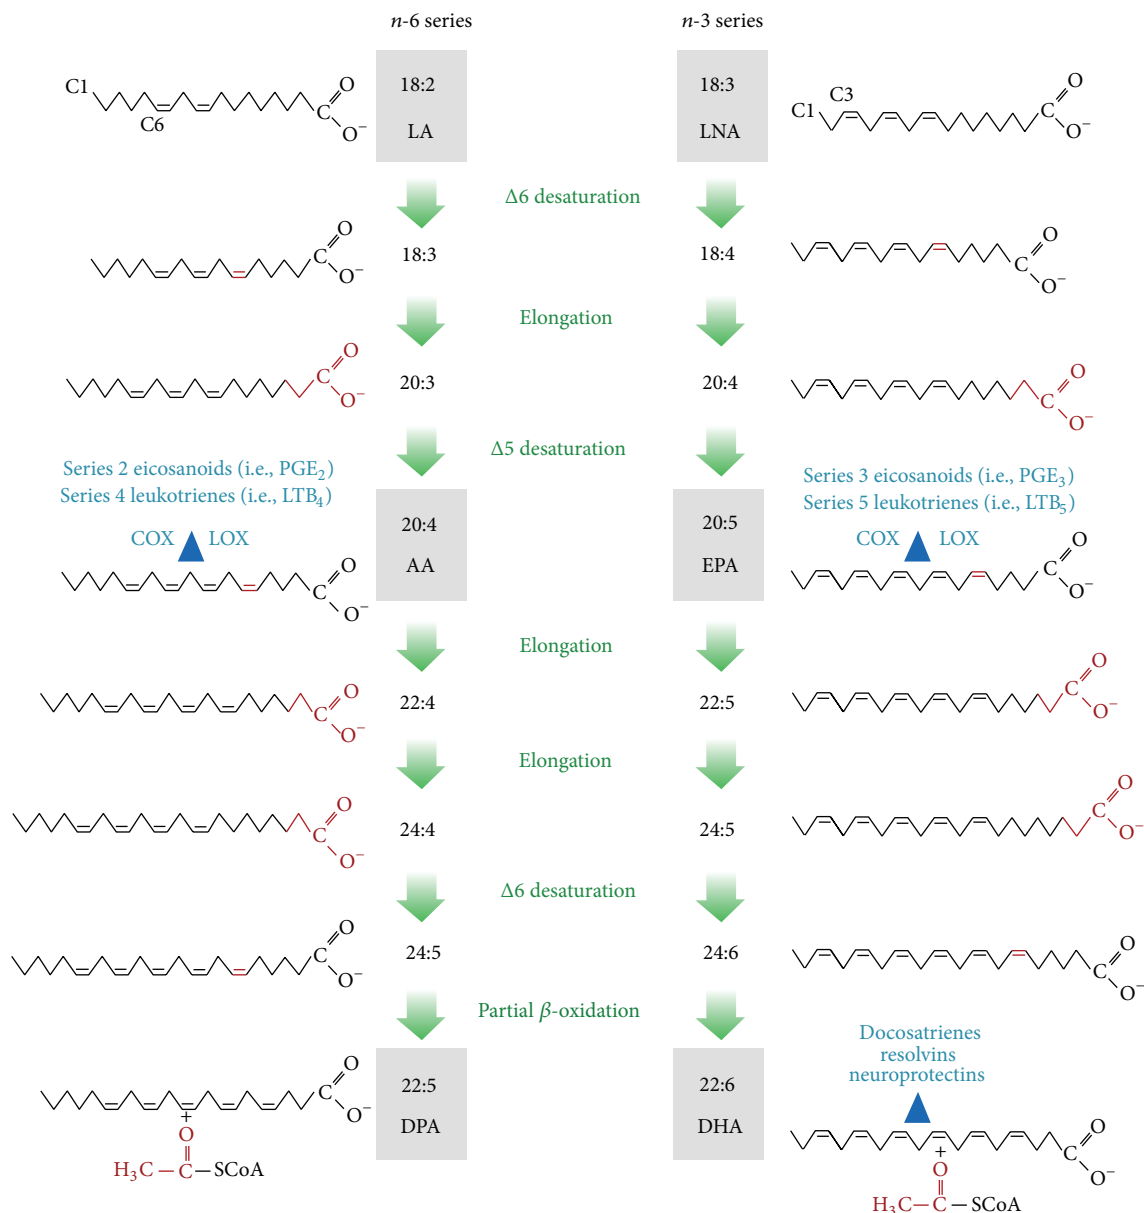 n-6 series
n-3 series
C1
C6
C
O
O−
18:2
LA
18:3
LNA
C1
C3
C
O
O−
Δ6 desaturation
C
O
O−
18:3
18:4
C
O
O−
Elongation
C
O
O−
20:3
20:4
C
O
O−
Δ5 desaturation
Series 2 eicosanoids (i.e., PGE2)
Series 4 leukotrienes (i.e., LTB4)
COX
LOX
C
O
O−
20:4
AA
20:5
EPA
Series 3 eicosanoids (i.e., PGE3)
Series 5 leukotrienes (i.e., LTB5)
COX
LOX
C
O
O−
Elongation
C
O
O−
22:4
22:5
C
O
O−
Elongation
C
O
O−
24:4
24:5
C
O
O−
Δ6 desaturation
C
O
O−
24:5
24:6
C
O
O−
Partial β-oxidation
C
O
O−
+
O
H3C−C−SCoA
22:5
DPA
22:6
DHA
Docosatrienes
resolvins
neuroprotectins
C
O
O−
+
O
H3C−C−SCoA